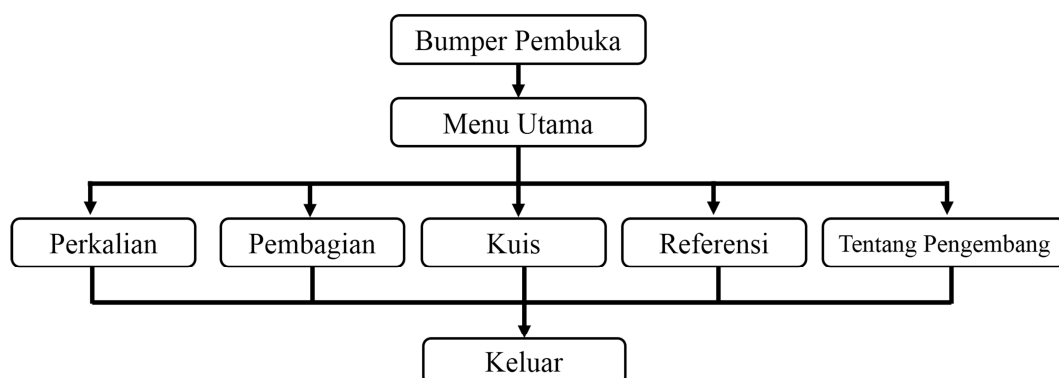 Bumper Pembuka
Menu Utama
Perkalian
Pembagian
Kuis
Referensi
Tentang Pengembang
Keluar